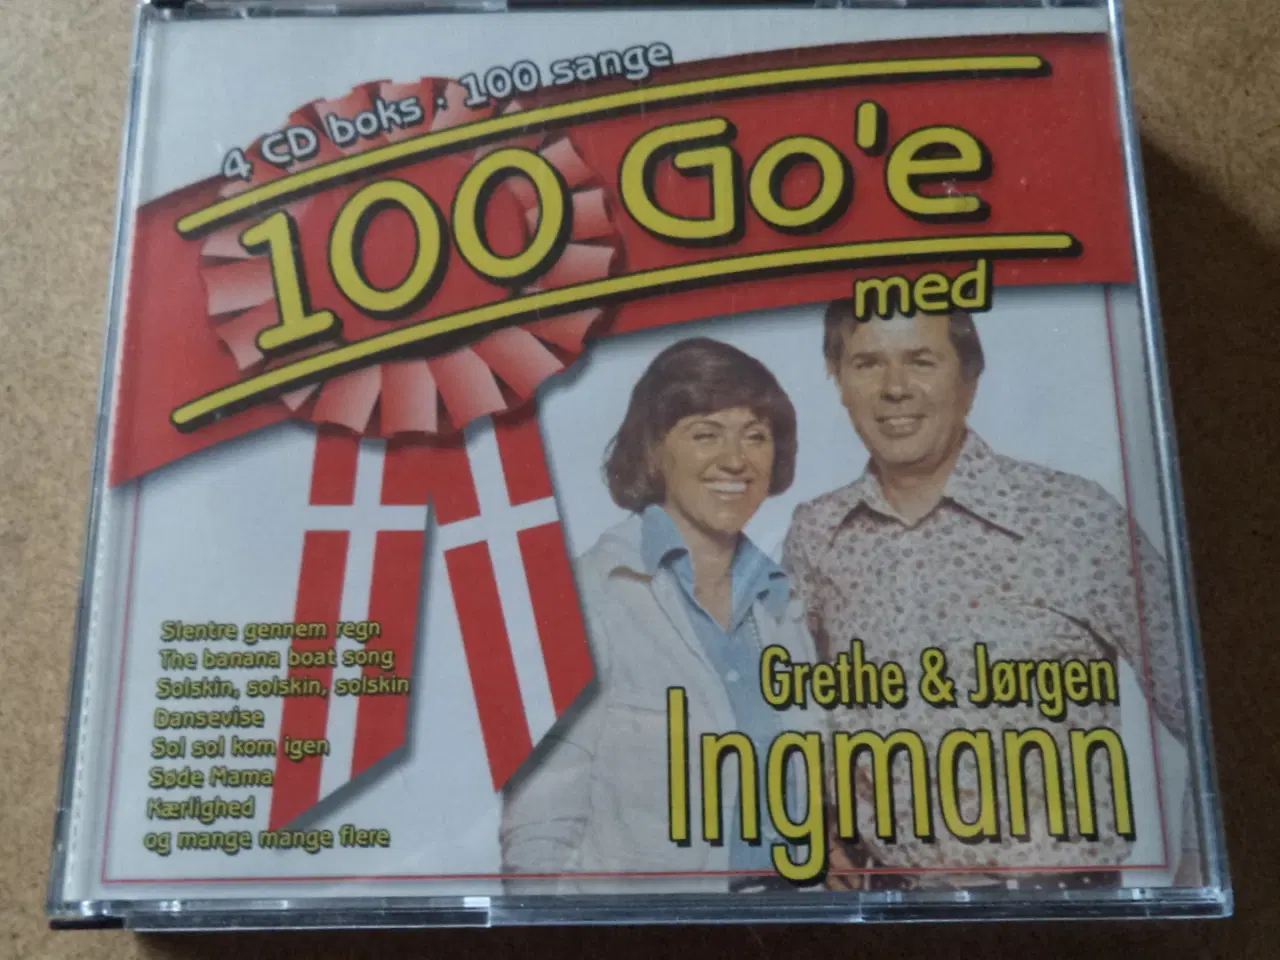 4 CD boks · 100 sange
100 Go'e
med
Slentre gennem regn
The banana boat song
Solskin, solskin, solskin
Dansevise
Sol sol kom igen
Søde Mama
Kærlighed
og mange mange flere
Grethe & Jørgen
Ingmann